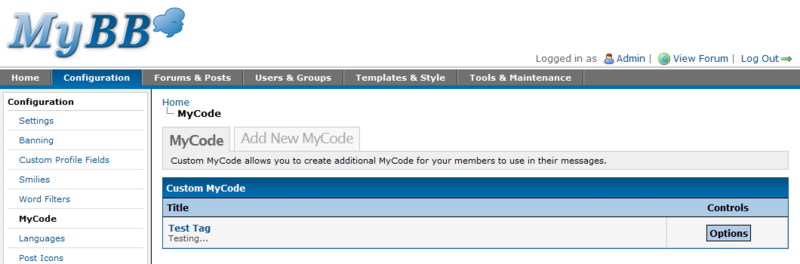 MyBB
Logged in as Admin | View Forum | Log Out
Home Configuration Forums & Posts Users & Groups Templates & Style Tools & Maintenance
Configuration
Settings
Banning
Custom Profile Fields
Smilies
Word Filters
MyCode
Languages
Post Icons
Home
MyCode
MyCode Add New MyCode
Custom MyCode allows you to create additional MyCode for your members to use in their messages.
Custom MyCode
Title Controls
Test Tag
Testing...
Options